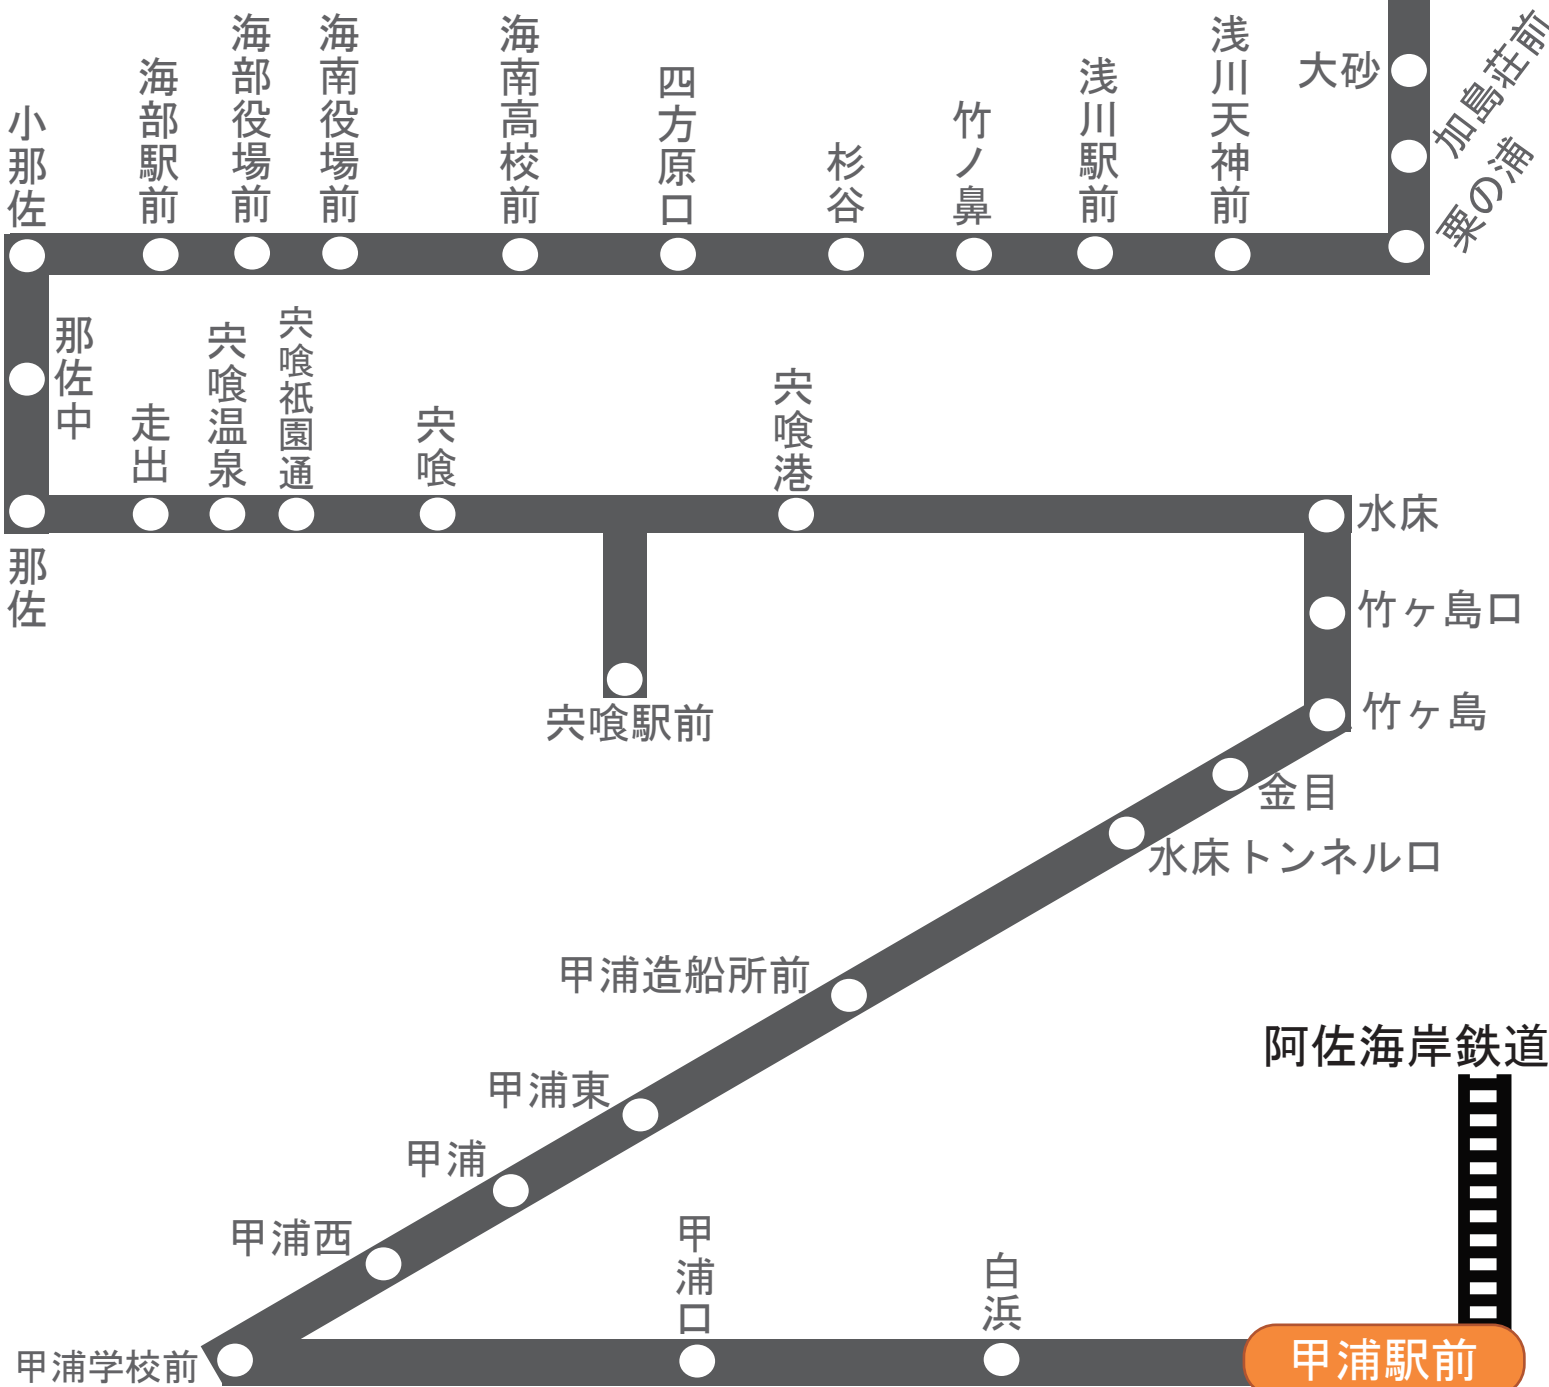 大砂
加島荘前
粟の浦
浅川天神前
浅川駅前
竹ノ鼻
杉谷
四方原口
海南高校前
海南役場前
海部役場前
海部駅前
小那佐
那佐中
那佐
走出
宍喰温泉
宍喰祇園通
宍喰
宍喰駅前
宍喰港
水床
竹ヶ島口
竹ヶ島
金目
水床トンネル口
甲浦造船所前
甲浦東
甲浦
甲浦西
甲浦学校前
甲浦口
白浜
阿佐海岸鉄道
甲浦駅前